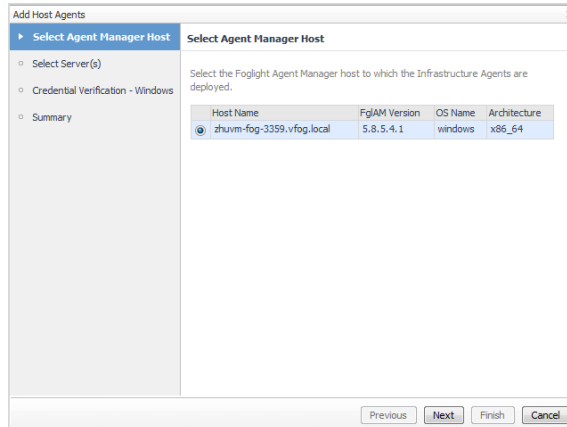 Add Host Agents
Select Agent Manager Host
Select Server(s)
Credential Verification - Windows
Summary
Select Agent Manager Host
Select the Foglight Agent Manager host to which the Infrastructure Agents are
deployed.
Host Name FglAM Version OS Name Architecture
zhuvm-fog-3359.vfog.local 5.8.5.4.1 windows x86_64
Previous Next Finish Cancel